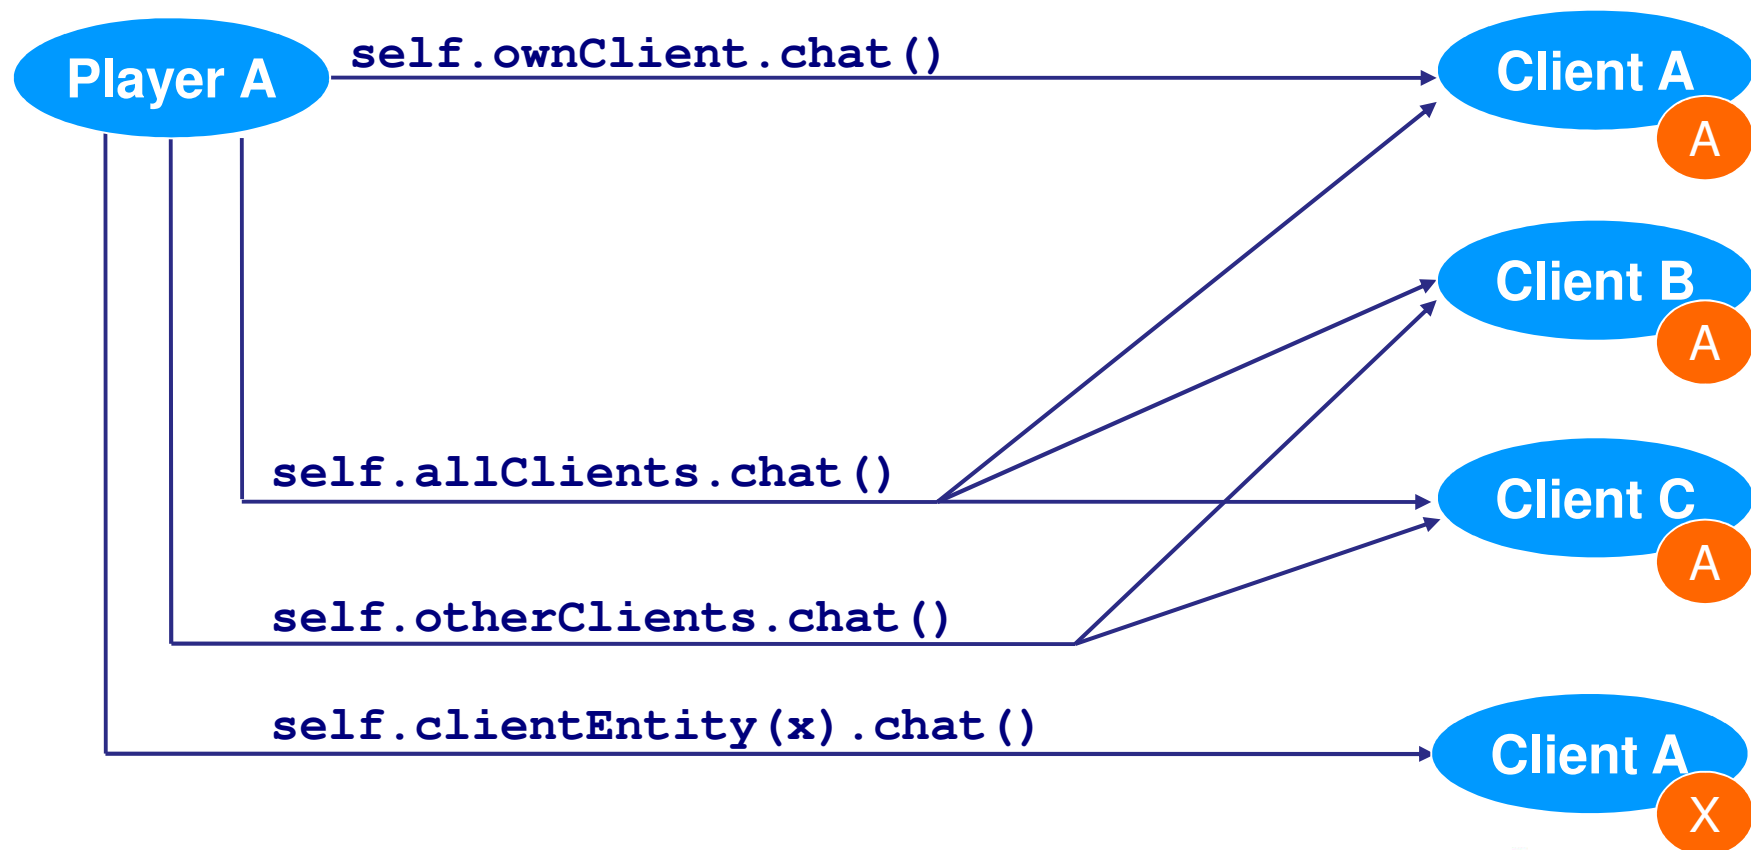 Player A
self.ownClient.chat()
Client A
A
Client B
A
self.allClients.chat()
Client C
A
self.otherClients.chat()
self.clientEntity(x).chat()
Client A
X